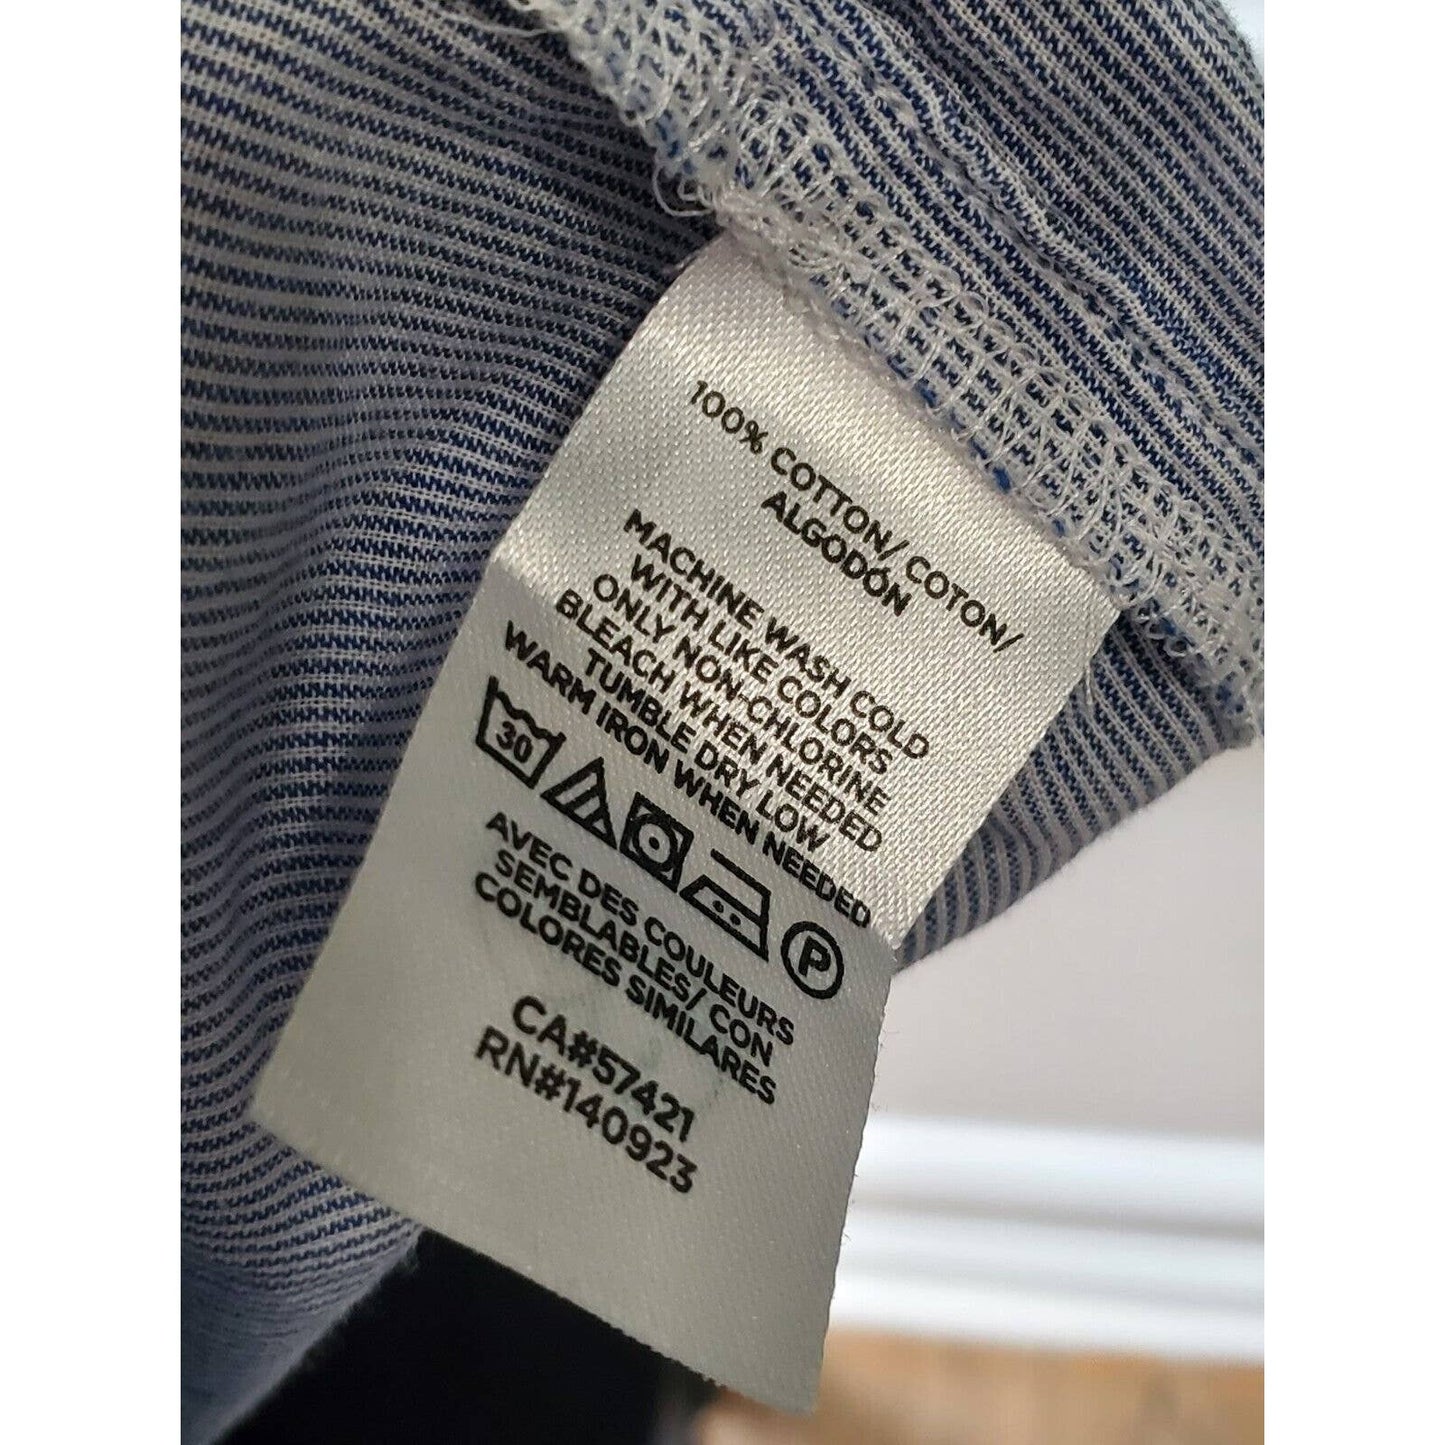 100% COTTON/ COTON/
ALGODÓN
MACHINE WASH COLD
WITH LIKE COLORS
ONLY NON-CHLORINE
BLEACH WHEN NEEDED
TUMBLE DRY LOW
WARM IRON WHEN NEEDED
30 P
AVEC DES COULEURS
SEMBLABLES/ CON
COLORES SIMILARES
CA#57421
RN#140923